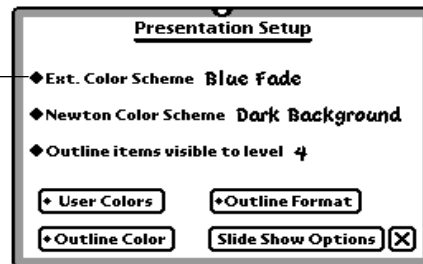 Presentation Setup
◆Ext. Color Scheme Blue Fade
◆Newton Color Scheme Dark Background
◆Outline items visible to level 4
◆ User Colors ◆Outline Format
◆Outline Color Slide Show Options